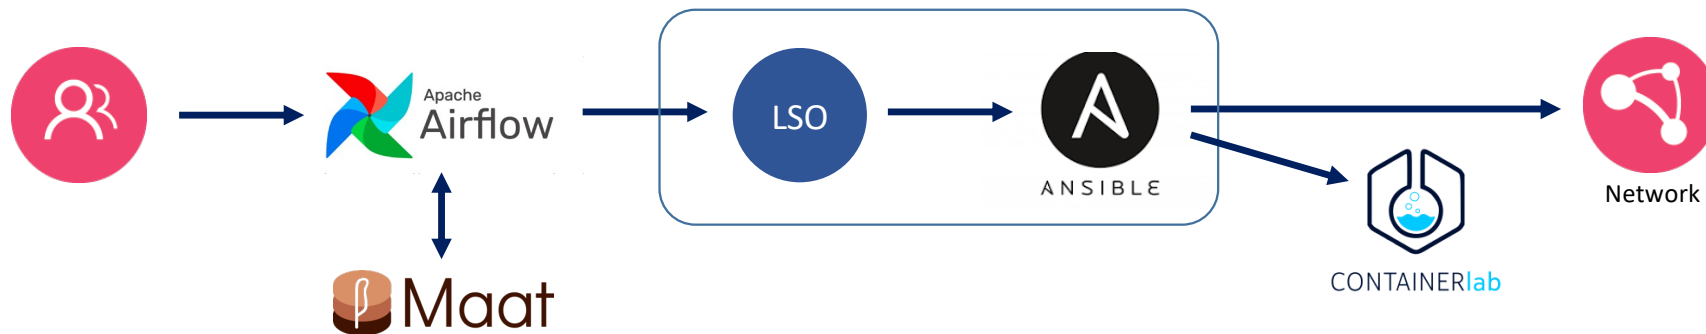 Apache
Airflow
LSO
ANSIBLE
Network
CONTAINERlab
Maat